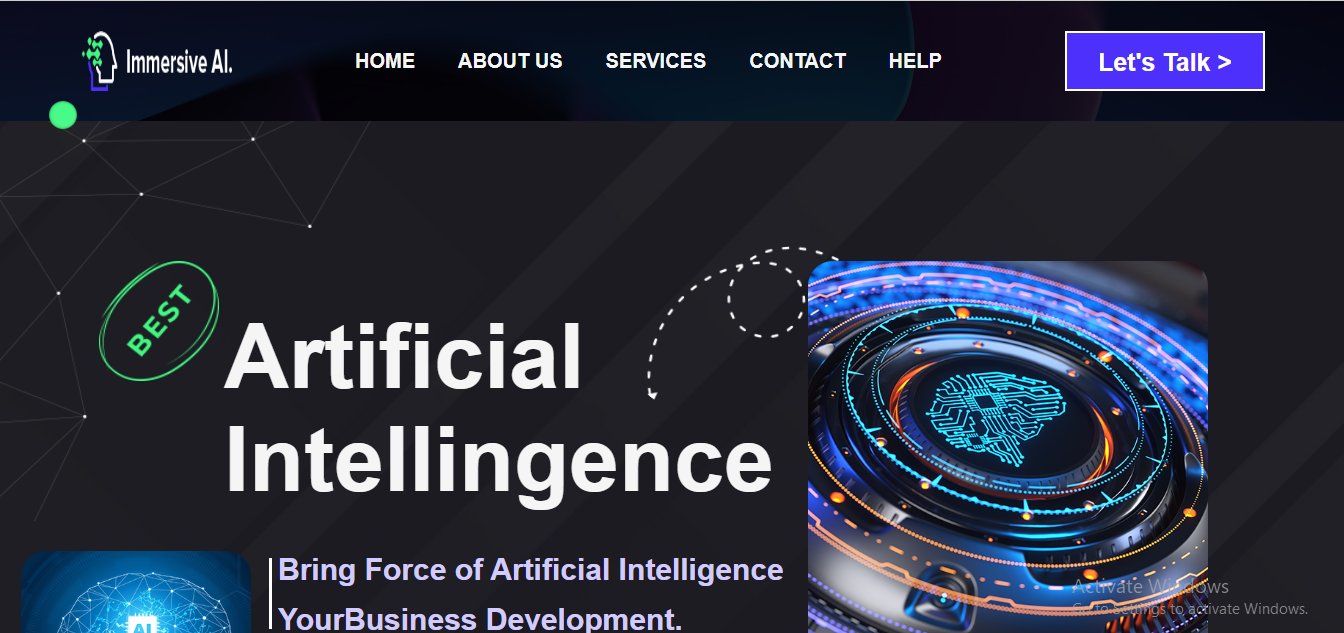 Immersive AI.
HOME ABOUT US SERVICES CONTACT HELP
Let's Talk >
BEST
Artificial
Intellingence
Bring Force of Artificial Intelligence
YourBusiness Development.
AI
Activate Windows
Go to Settings to activate Windows.